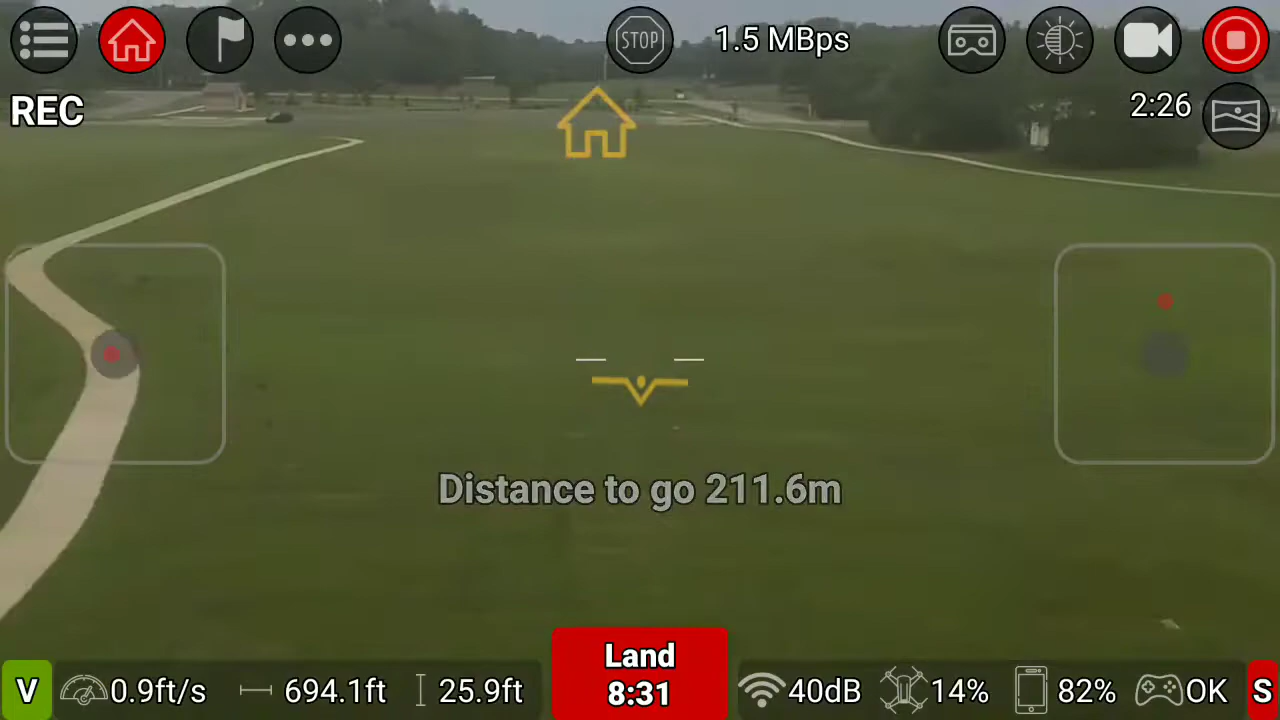 STOP
1.5 MBps
REC
2:26
Distance to go 211.6m
Land
8:31
V
0.9ft/s
694.1ft
25.9ft
40dB
14%
82%
OK
S